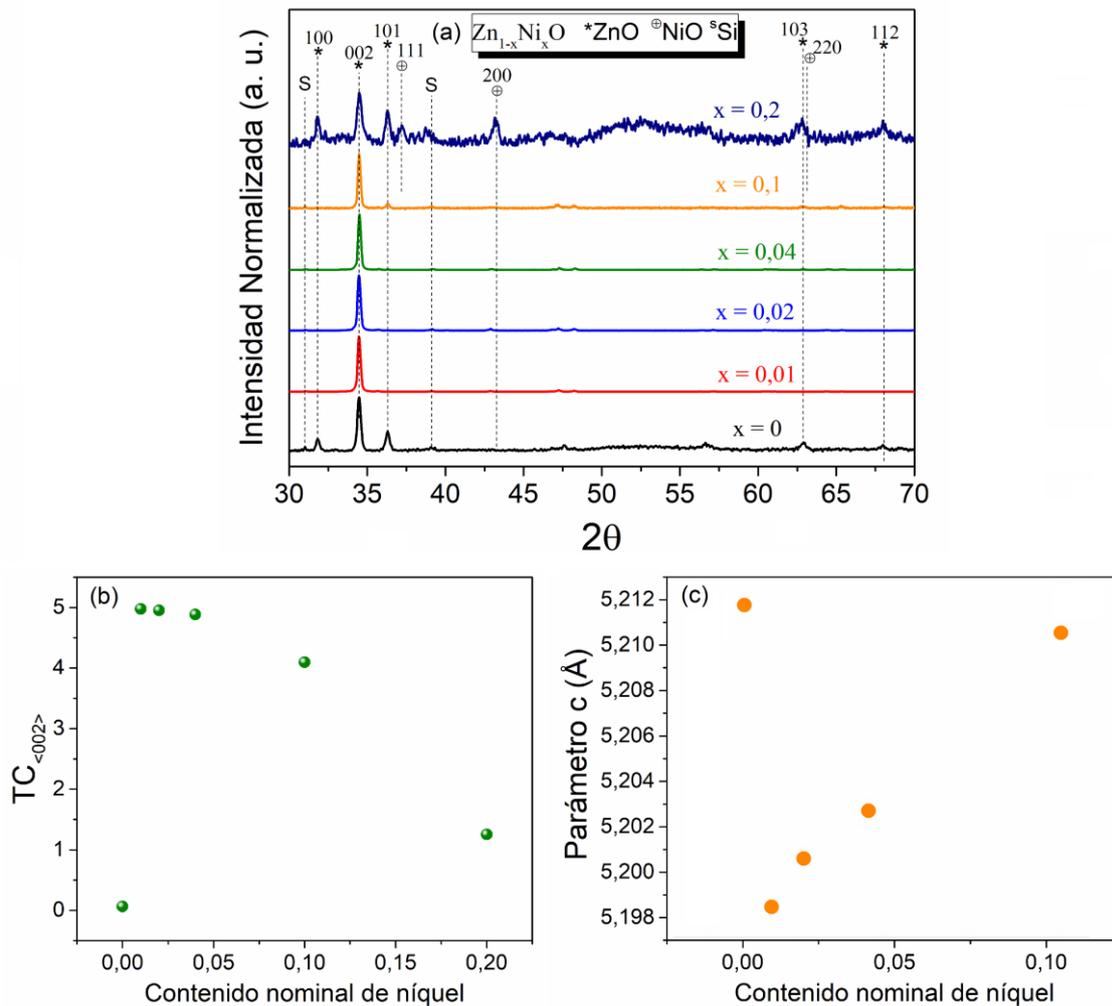 (a) Zn1-xNixO *ZnO ⊕NiO sSi
100 002 101 111 200 103 220 112
* * * ⊕ ⊕ * ⊕ *
S S
x = 0,2
x = 0,1
x = 0,04
x = 0,02
x = 0,01
x = 0
Intensidad Normalizada (a. u.)
30 35 40 45 50 55 60 65 70
2θ
(b)
5
4
3
2
1
0
TC<002>
0,00 0,05 0,10 0,15 0,20
Contenido nominal de níquel
(c)
5,212
5,210
5,208
5,206
5,204
5,202
5,200
5,198
Parámetro c (Å)
0,00 0,05 0,10
Contenido nominal de níquel